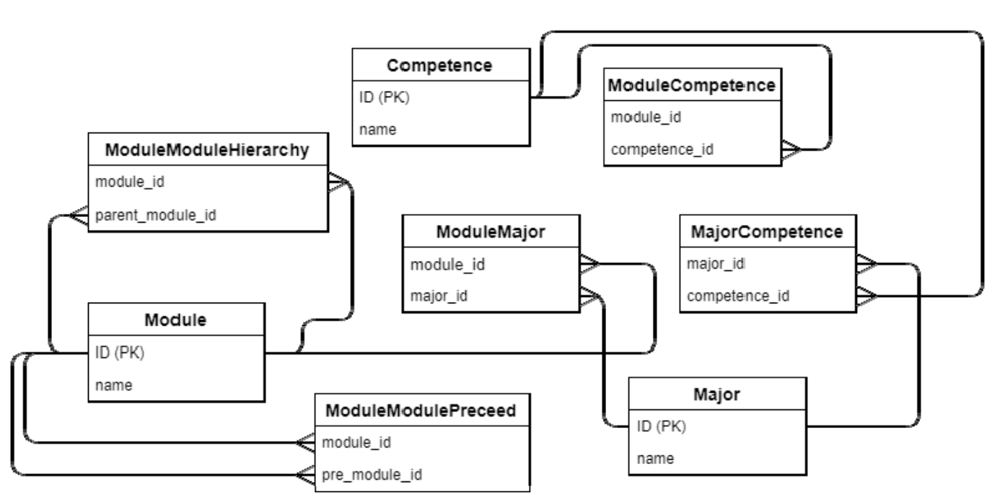 Competence
ID (PK)
name
ModuleCompetence
module_id
competence_id
ModuleModuleHierarchy
module_id
parent_module_id
ModuleMajor
module_id
major_id
MajorCompetence
major_id
competence_id
Module
ID (PK)
name
ModuleModulePreceed
module_id
pre_module_id
Major
ID (PK)
name